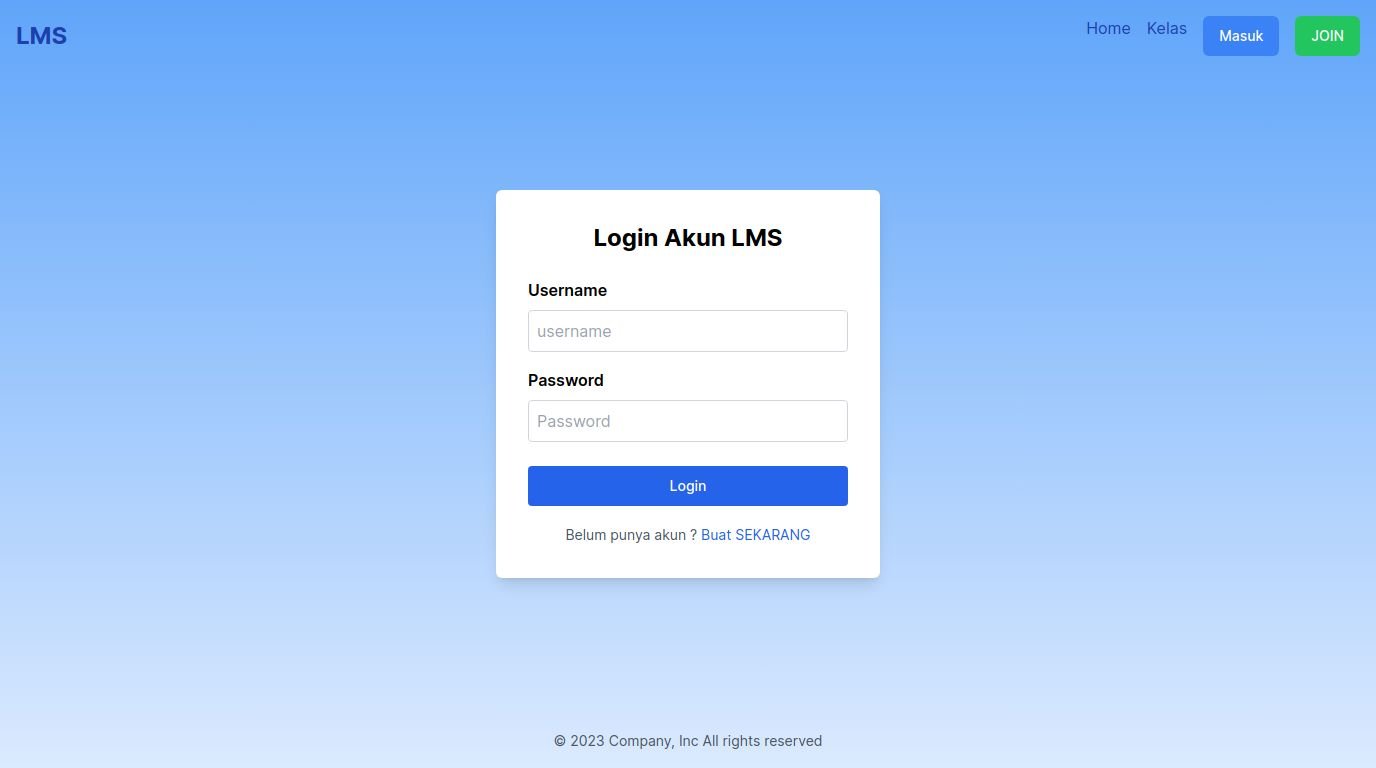 LMS
Home Kelas Masuk JOIN
Login Akun LMS
Username
username
Password
Password
Login
Belum punya akun ? Buat SEKARANG
© 2023 Company, Inc All rights reserved